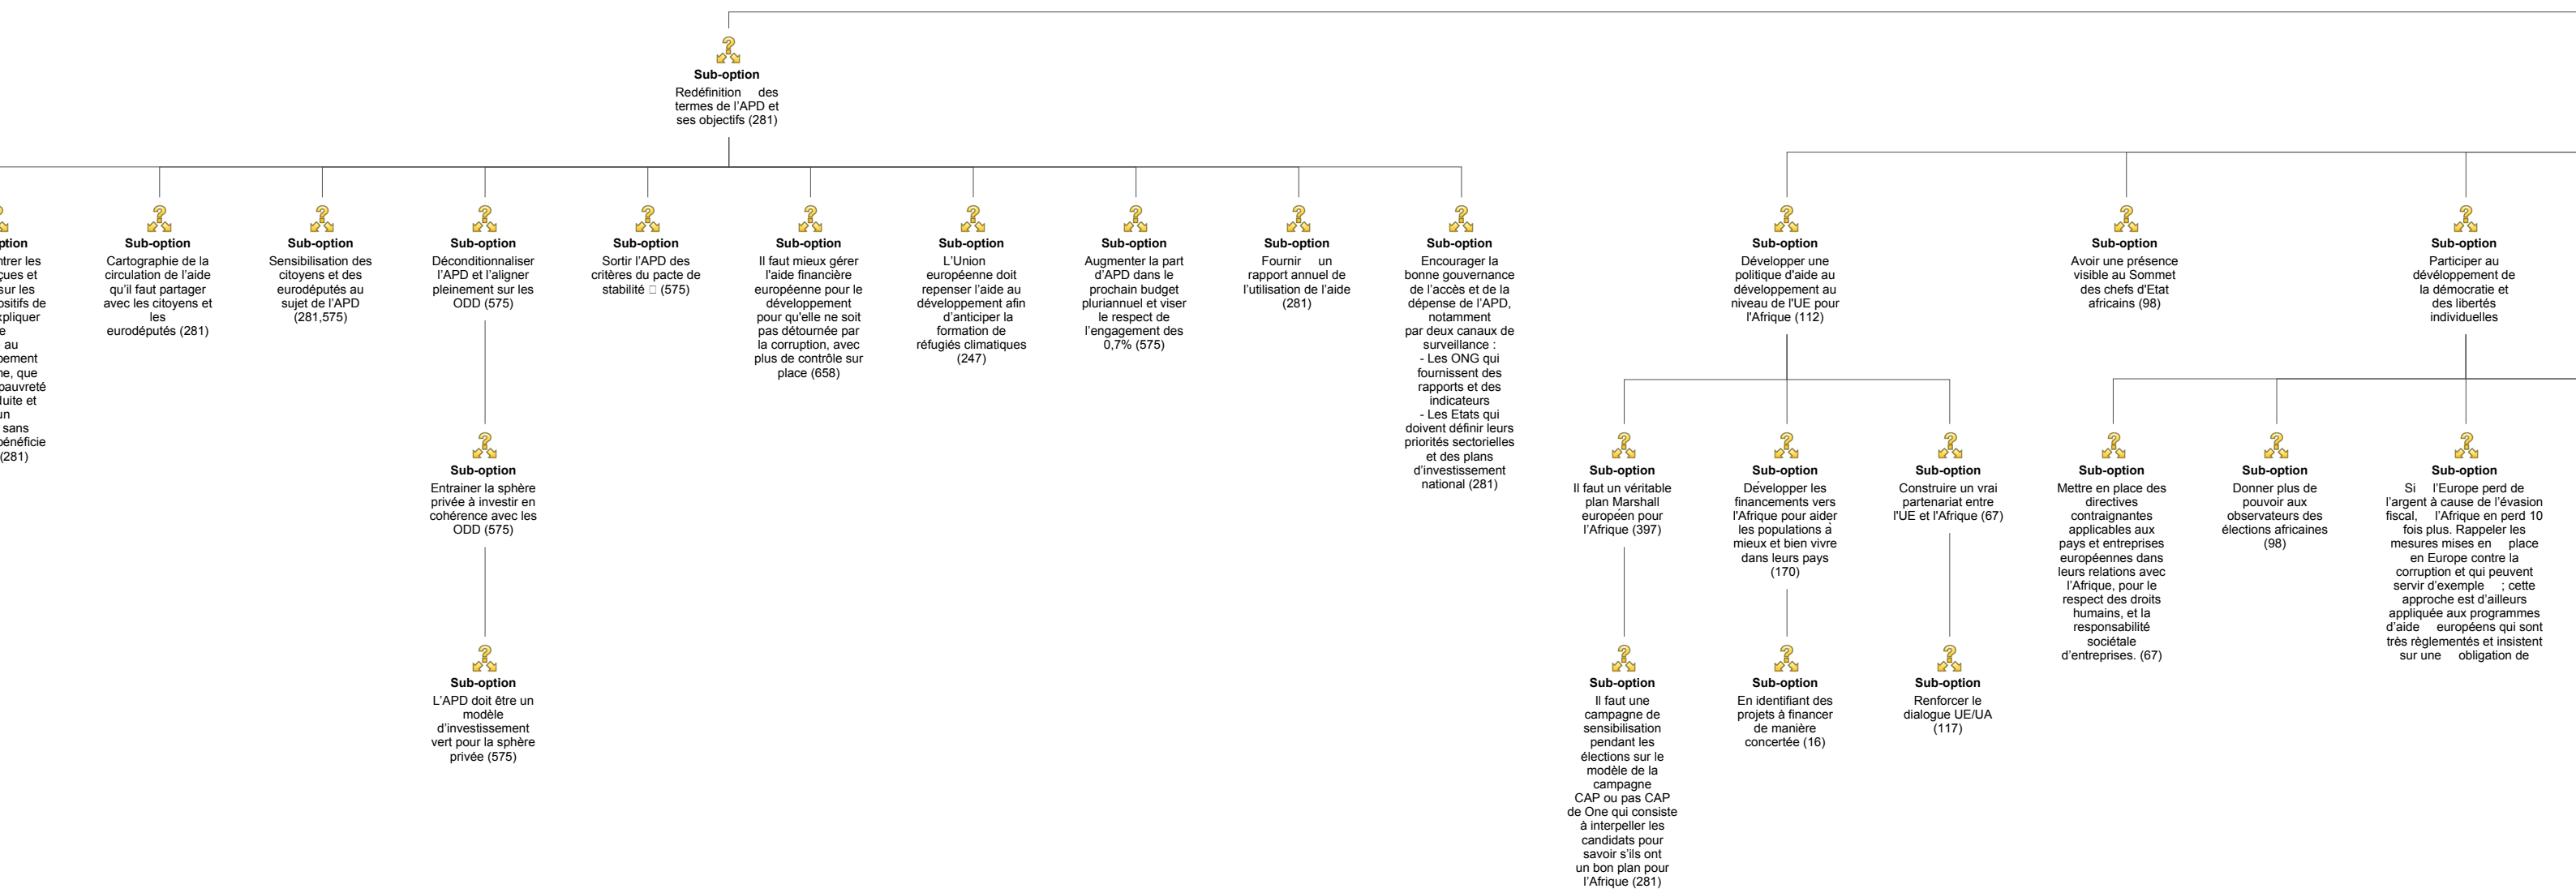 Sub-option
Redéfinition des
termes de l'APD et
ses objectifs (281)
ption
ntrer les
çues et
sur les
ositifs de
xpliquer
e
au
pement
ne, que
pauvreté
duite et
un
sans
bénéficie
(281)
Sub-option
Cartographie de la
circulation de l'aide
qu'il faut partager
avec les citoyens et
les
eurodéputés (281)
Sub-option
Sensibilisation des
citoyens et des
eurodéputés au
sujet de l'APD
(281,575)
Sub-option
Déconditionnaliser
l'APD et l'aligner
pleinement sur les
ODD (575)
Sub-option
Sortir l'APD des
critères du pacte de
stabilité □ (575)
Sub-option
Il faut mieux gérer
l'aide financière
européenne pour le
développement
pour qu'elle ne soit
pas détournée par
la corruption, avec
plus de contrôle sur
place (658)
Sub-option
L'Union
européenne doit
repenser l'aide au
développement afin
d'anticiper la
formation de
réfugiés climatiques
(247)
Sub-option
Augmenter la part
d'APD dans le
prochain budget
pluriannuel et viser
le respect de
l'engagement des
0,7% (575)
Sub-option
Fournir un
rapport annuel de
l'utilisation de l'aide
(281)
Sub-option
Encourager la
bonne gouvernance
de l'accès et de la
dépense de l'APD,
notamment
par deux canaux de
surveillance :
- Les ONG qui
fournissent des
rapports et des
indicateurs
- Les Etats qui
doivent définir leurs
priorités sectorielles
et des plans
d'investissement
national (281)
Sub-option
Développer une
politique d'aide au
développement au
niveau de l'UE pour
l'Afrique (112)
Sub-option
Avoir une présence
visible au Sommet
des chefs d'Etat
africains (98)
Sub-option
Participer au
dévéloppement de
la démocratie et
des libertés
individuelles
Sub-option
Entrainer la sphère
privée à investir en
cohérence avec les
ODD (575)
Sub-option
Il faut un véritable
plan Marshall
européen pour
l'Afrique (397)
Sub-option
Développer les
financements vers
l'Afrique pour aider
les populations à
mieux et bien vivre
dans leurs pays
(170)
Sub-option
Construire un vrai
partenariat entre
l'UE et l'Afrique (67)
Sub-option
Mettre en place des
directives
contraignantes
applicables aux
pays et entreprises
européennes dans
leurs relations avec
l'Afrique, pour le
respect des droits
humains, et la
responsabilité
sociétale
d'entreprises. (67)
Sub-option
Donner plus de
pouvoir aux
observateurs des
élections africaines
(98)
Sub-option
Si l'Europe perd de
l'argent à cause de l'évasion
fiscal, l'Afrique en perd 10
fois plus. Rappeler les
mesures mises en place
en Europe contre la
corruption et qui peuvent
servir d'exemple ; cette
approche est d'ailleurs
appliquée aux programmes
d'aide européens qui sont
très règlementés et insistent
sur une obligation de
Sub-option
L'APD doit être un
modèle
d'investissement
vert pour la sphère
privée (575)
Sub-option
Il faut une
campagne de
sensibilisation
pendant les
élections sur le
modèle de la
campagne
CAP ou pas CAP
de One qui consiste
à interpeller les
candidats pour
savoir s'ils ont
un bon plan pour
l'Afrique (281)
Sub-option
En identifiant des
projets à financer
de manière
concertée (16)
Sub-option
Renforcer le
dialogue UE/UA
(117)